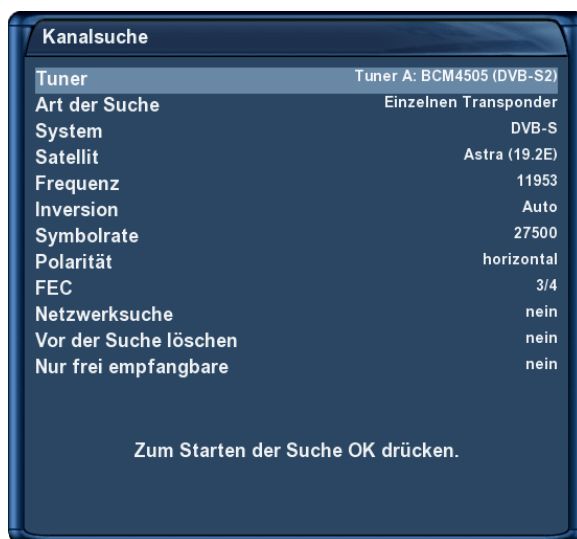 Kanalsuche
Tuner Tuner A: BCM4505 (DVB-S2)
Art der Suche Einzelnen Transponder
System DVB-S
Satellit Astra (19.2E)
Frequenz 11953
Inversion Auto
Symbolrate 27500
Polarität horizontal
FEC 3/4
Netzwerksuche nein
Vor der Suche löschen nein
Nur frei empfangbare nein
Zum Starten der Suche OK drücken.